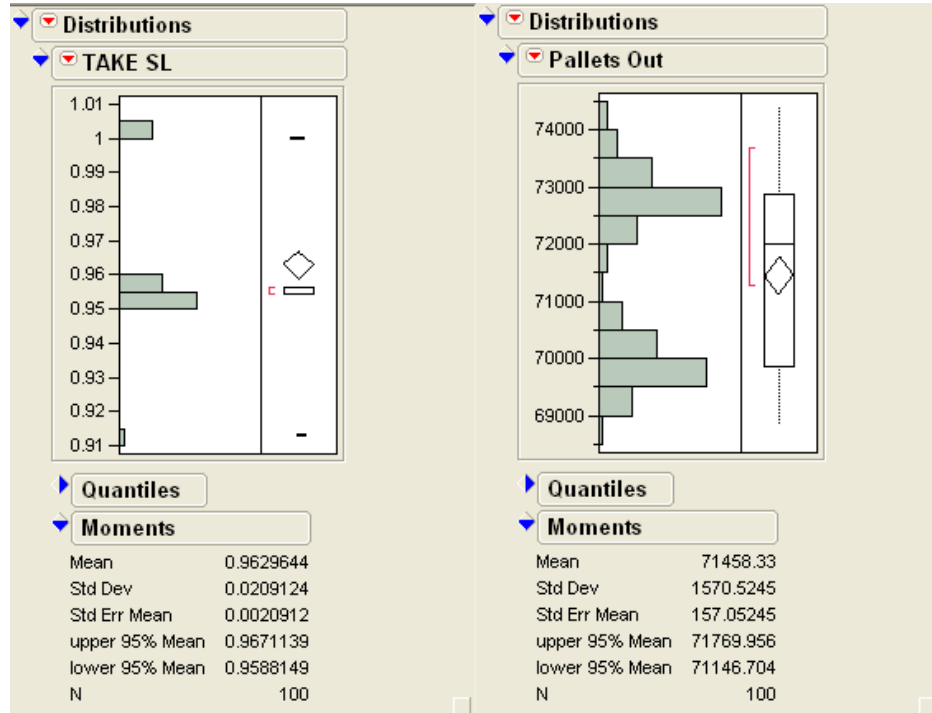 Distributions
TAKE SL
1.01
1
0.99
0.98
0.97
0.96
0.95
0.94
0.93
0.92
0.91
Quantiles
Moments
Mean 0.9629644
Std Dev 0.0209124
Std Err Mean 0.0020912
upper 95% Mean 0.9671139
lower 95% Mean 0.9588149
N 100
Distributions
Pallets Out
74000
73000
72000
71000
70000
69000
Quantiles
Moments
Mean 71458.33
Std Dev 1570.5245
Std Err Mean 157.05245
upper 95% Mean 71769.956
lower 95% Mean 71146.704
N 100